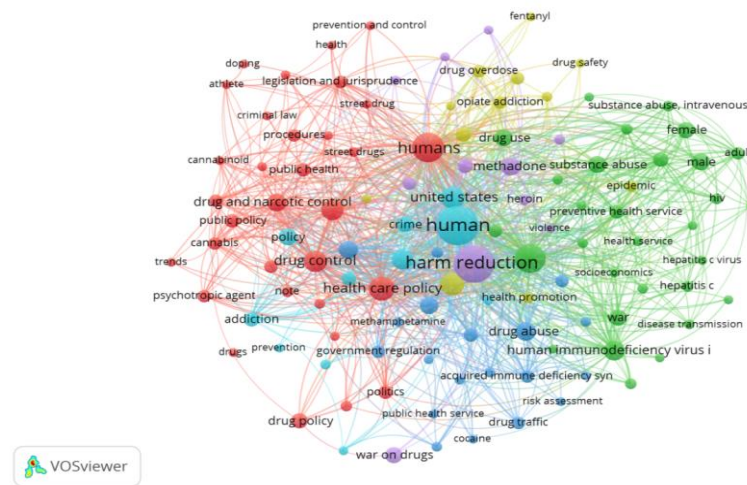 fentanyl
prevention and control
health
doping
drug overdose
drug safety
athlete
legislation and jurisprudence
opiate addiction
street drug
substance abuse, intravenous
criminal law
procedures
drug use
female
humans
street drugs
adul
cannabinoid
public health
methadone
substance abuse
male
epidemic
drug and narcotic control
united states
heroin
hiv
public policy
human
preventive health service
crime
violence
cannabis
policy
health service
trends
drug control
harm reduction
hepatitis c virus
socioeconomics
psychotropic agent
note
health care policy
health promotion
hepatitis c
addiction
methamphetamine
drug abuse
war
disease transmission
drugs
prevention
government regulation
human immunodeficiency virus i
acquired immune deficiency syn
politics
risk assessment
drug policy
public health service
drug traffic
cocaine
war on drugs
VOSviewer